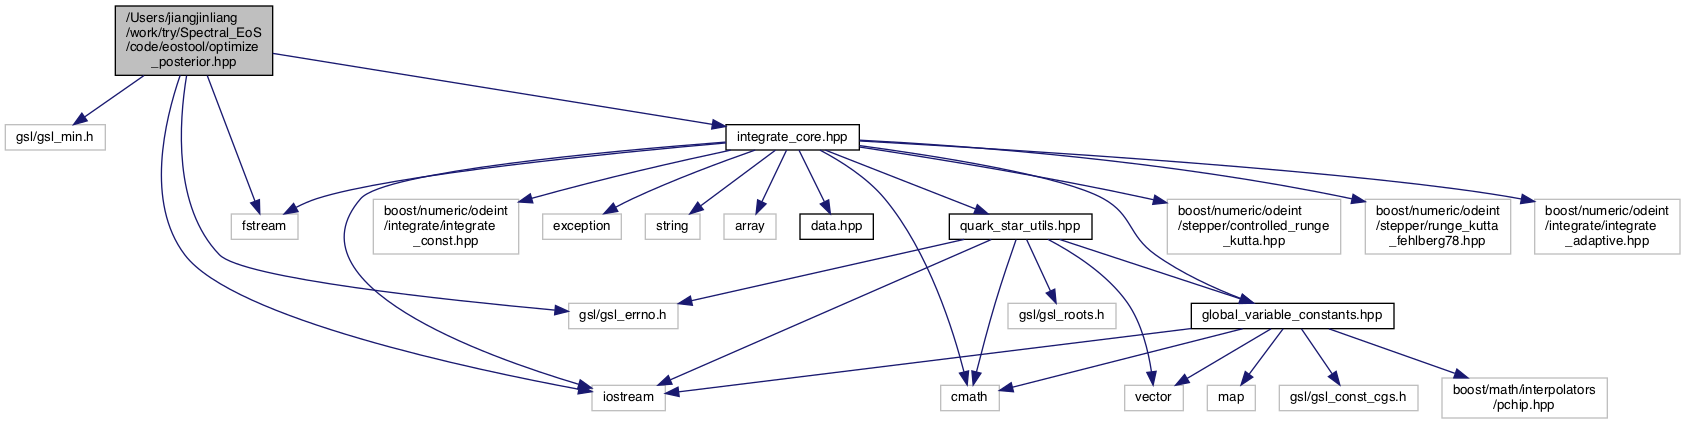 /Users/jiangjinliang
/work/try/Spectral_EoS
/code/eostool/optimize
_posterior.hpp
gsl/gsl_min.h
integrate_core.hpp
fstream
boost/numeric/odeint
/integrate/integrate
_const.hpp
exception
string
array
data.hpp
quark_star_utils.hpp
boost/numeric/odeint
/stepper/controlled_runge
_kutta.hpp
boost/numeric/odeint
/stepper/runge_kutta
_fehlberg78.hpp
boost/numeric/odeint
/integrate/integrate
_adaptive.hpp
gsl/gsl_errno.h
gsl/gsl_roots.h
global_variable_constants.hpp
iostream
cmath
vector
map
gsl/gsl_const_cgs.h
boost/math/interpolators
/pchip.hpp